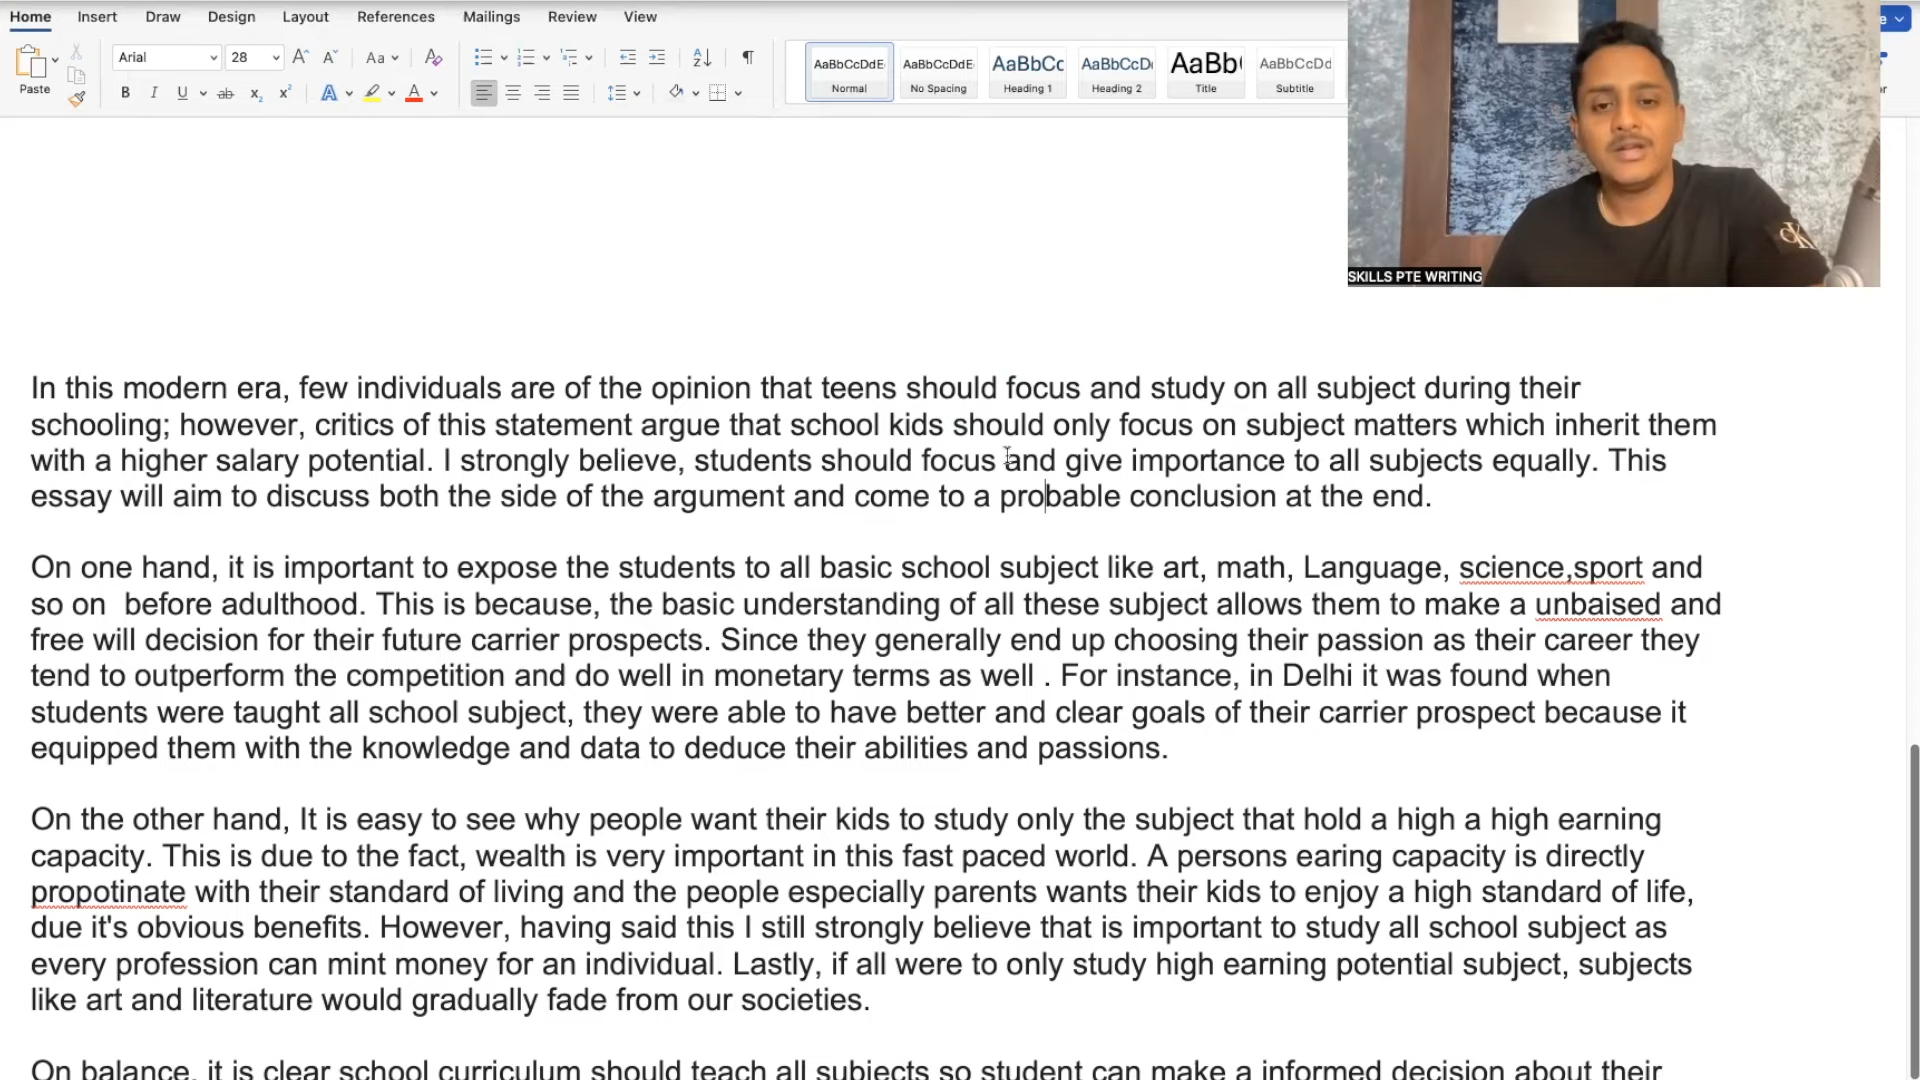 Home Insert Draw Design Layout References Mailings Review View
Arial 28 Aa
Paste
B I U ab x₂ x² A A
AaBbCcDdE AaBbCcDdE AaBbCc AaBbCcD AaBb( AaBbCcDd
Normal No Spacing Heading 1 Heading 2 Title Subtitle
CK
SKILLS PTE WRITING
In this modern era, few individuals are of the opinion that teens should focus and study on all subject during their
schooling; however, critics of this statement argue that school kids should only focus on subject matters which inherit them
with a higher salary potential. I strongly believe, students should focus and give importance to all subjects equally. This
essay will aim to discuss both the side of the argument and come to a probable conclusion at the end.
On one hand, it is important to expose the students to all basic school subject like art, math, Language, science,sport and
so on  before adulthood. This is because, the basic understanding of all these subject allows them to make a unbaised and
free will decision for their future carrier prospects. Since they generally end up choosing their passion as their career they
tend to outperform the competition and do well in monetary terms as well . For instance, in Delhi it was found when
students were taught all school subject, they were able to have better and clear goals of their carrier prospect because it
equipped them with the knowledge and data to deduce their abilities and passions.
On the other hand, It is easy to see why people want their kids to study only the subject that hold a high a high earning
capacity. This is due to the fact, wealth is very important in this fast paced world. A persons earing capacity is directly
propotinate with their standard of living and the people especially parents wants their kids to enjoy a high standard of life,
due it's obvious benefits. However, having said this I still strongly believe that is important to study all school subject as
every profession can mint money for an individual. Lastly, if all were to only study high earning potential subject, subjects
like art and literature would gradually fade from our societies.
On balance, it is clear school curriculum should teach all subjects so student can make a informed decision about their